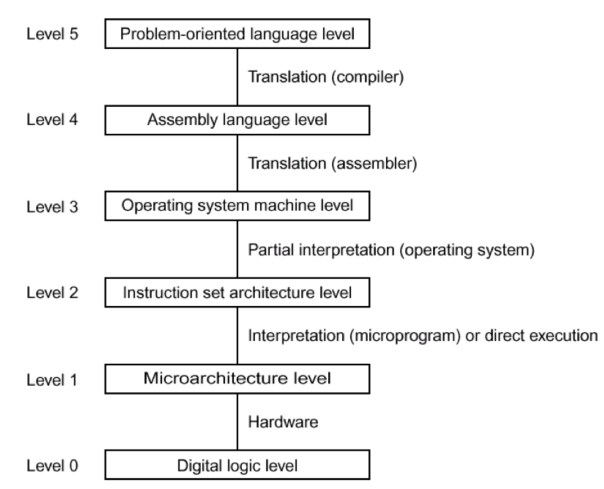 Level 5 Problem-oriented language level
Translation (compiler)
Level 4 Assembly language level
Translation (assembler)
Level 3 Operating system machine level
Partial interpretation (operating system)
Level 2 Instruction set architecture level
Interpretation (microprogram) or direct execution
Level 1 Microarchitecture level
Hardware
Level 0 Digital logic level